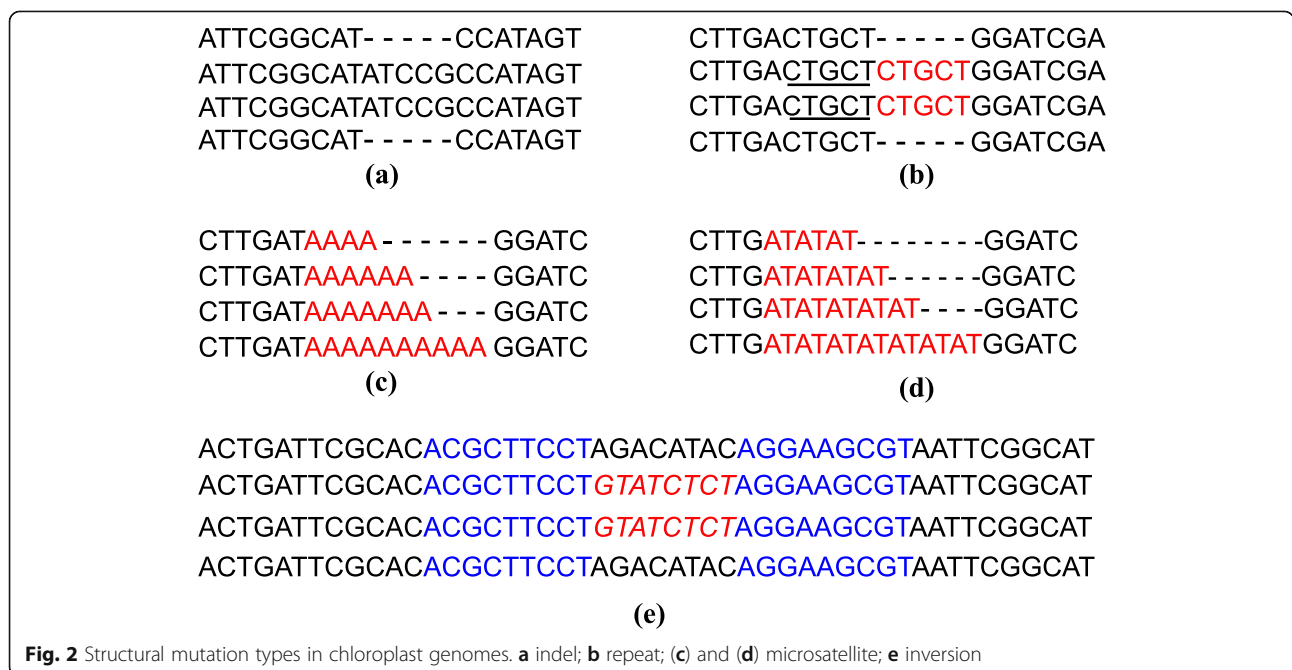 ATTCGGCAT- - - - -CCATAGT
ATTCGGCATATCCGCCATAGT
ATTCGGCATATCCGCCATAGT
ATTCGGCAT- - - - -CCATAGT
(a)
CTTGACTGCT- - - - -GGATCGA
CTTGACTGCTCTGCTGGATCGA
CTTGACTGCTCTGCTGGATCGA
CTTGACTGCT- - - - -GGATCGA
(b)
CTTGATAAAA- - - - - -GGATC
CTTGATAAAAAA- - - -GGATC
CTTGATAAAAAAA- - -GGATC
CTTGATAAAAAAAAAA GGATC
(c)
CTTGATATAT- - - - - - - -GGATC
CTTGATATATAT- - - - - -GGATC
CTTGATATATATAT- - - -GGATC
CTTGATATATATATATATGGATC
(d)
ACTGATTCGCACACGCTTCCTAGACATACAGGAAGCGTAATTCGGCAT
ACTGATTCGCACACGCTTCCTGTATCTCTAGGAAGCGTAATTCGGCAT
ACTGATTCGCACACGCTTCCTGTATCTCTAGGAAGCGTAATTCGGCAT
ACTGATTCGCACACGCTTCCTAGACATACAGGAAGCGTAATTCGGCAT
(e)
Fig. 2 Structural mutation types in chloroplast genomes. a indel; b repeat; (c) and (d) microsatellite; e inversion